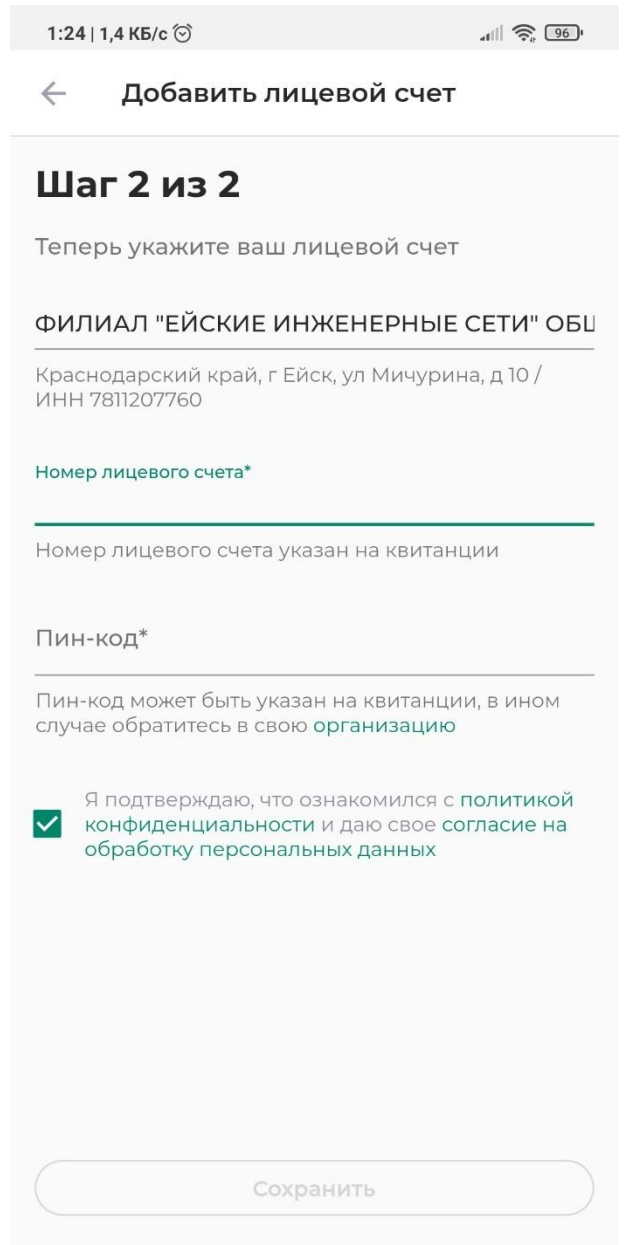 1:24 | 1,4 КБ/с
96
Добавить лицевой счет
Шаг 2 из 2
Теперь укажите ваш лицевой счет
ФИЛИАЛ "ЕЙСКИЕ ИНЖЕНЕРНЫЕ СЕТИ" ОБЩ
Краснодарский край, г Ейск, ул Мичурина, д 10 /
ИНН 7811207760
Номер лицевого счета*
Номер лицевого счета указан на квитанции
Пин-код*
Пин-код может быть указан на квитанции, в ином
случае обратитесь в свою организацию
Я подтверждаю, что ознакомился с политикой
конфиденциальности и даю свое согласие на
обработку персональных данных
Сохранить